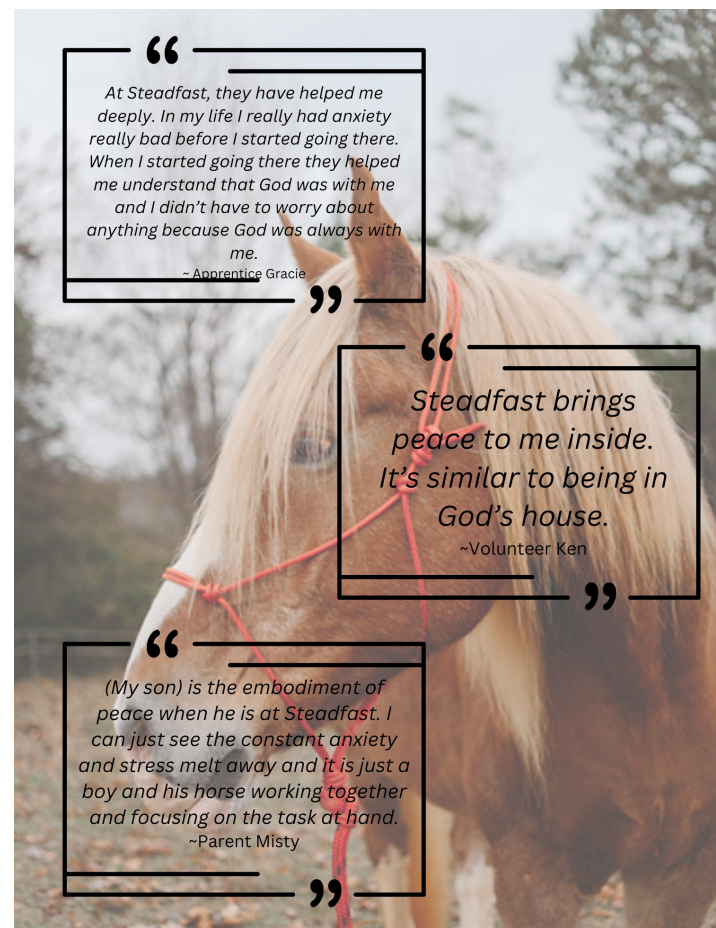 At Steadfast, they have helped me
deeply. In my life I really had anxiety
really bad before I started going there.
When I started going there they helped
me understand that God was with me
and I didn't have to worry about
anything because God was always with
me.
~ Apprentice Gracie
Steadfast brings
peace to me inside.
It's similar to being in
God's house.
~Volunteer Ken
(My son) is the embodiment of
peace when he is at Steadfast. I
can just see the constant anxiety
and stress melt away and it is just a
boy and his horse working together
and focusing on the task at hand.
~Parent Misty